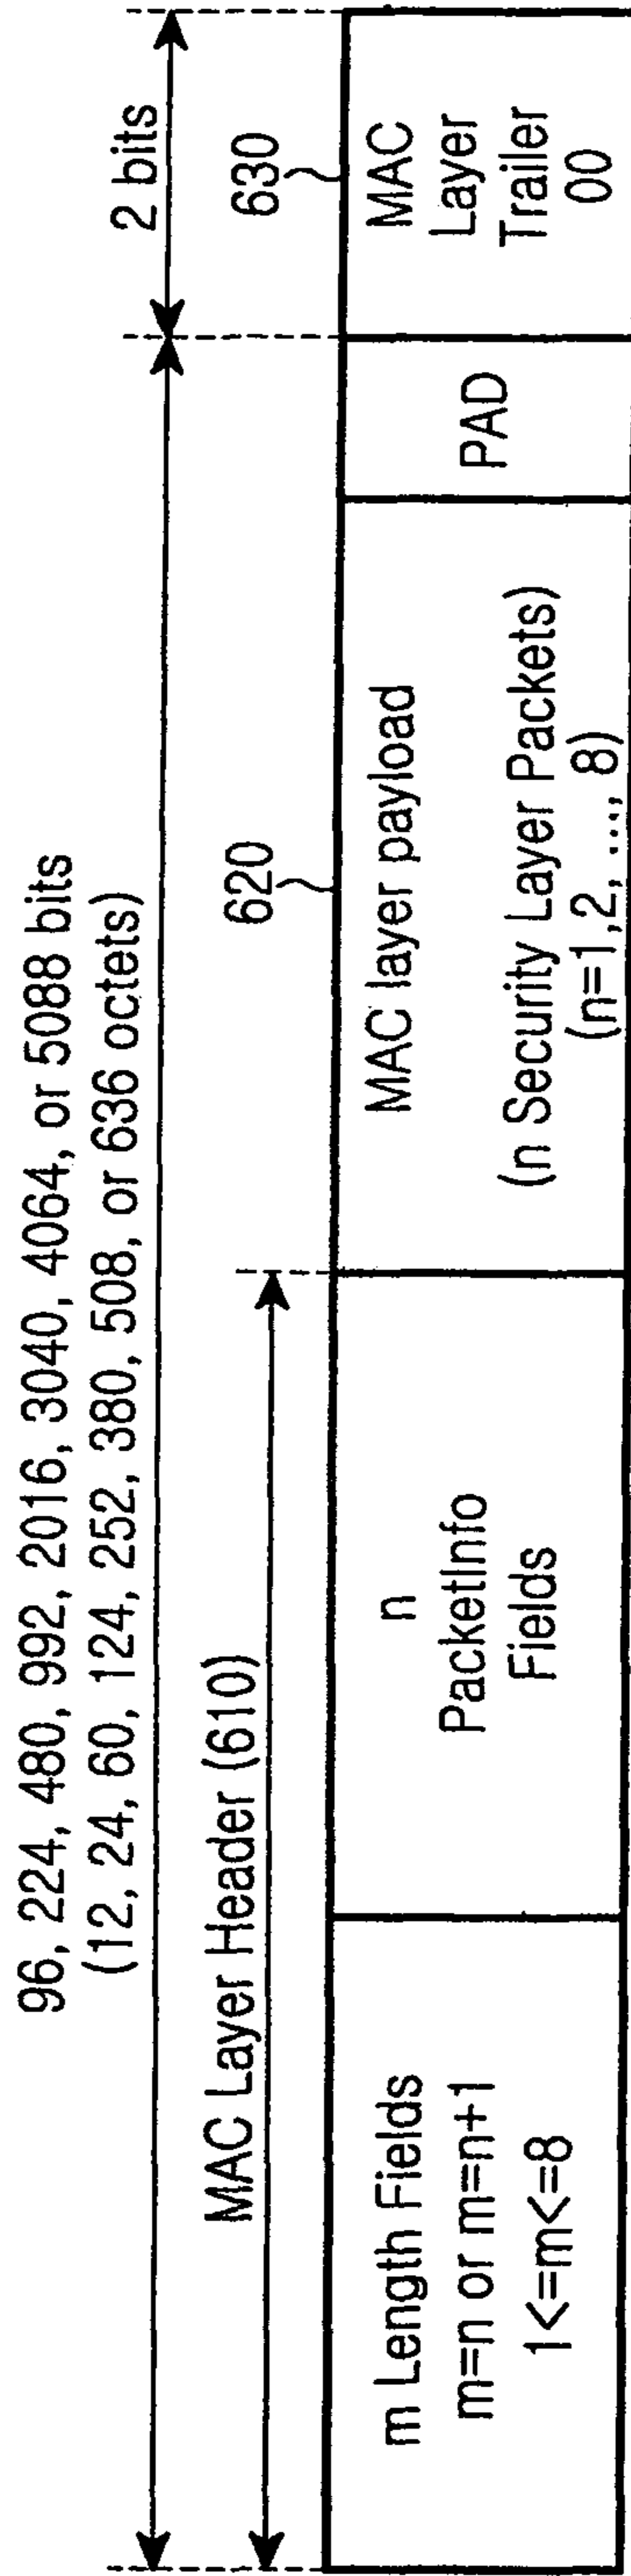 96, 224, 480, 992, 2016, 3040, 4064, or 5088 bits
(12, 24, 60, 124, 252, 380, 508, or 636 octets)
2 bits
MAC Layer Header (610)
620
630
m Length Fields
m=n or m=n+1
1<=m<=8
n
PacketInfo
Fields
MAC layer payload
(n Security Layer Packets)
(n=1,2, ..., 8)
PAD
MAC
Layer
Trailer
00